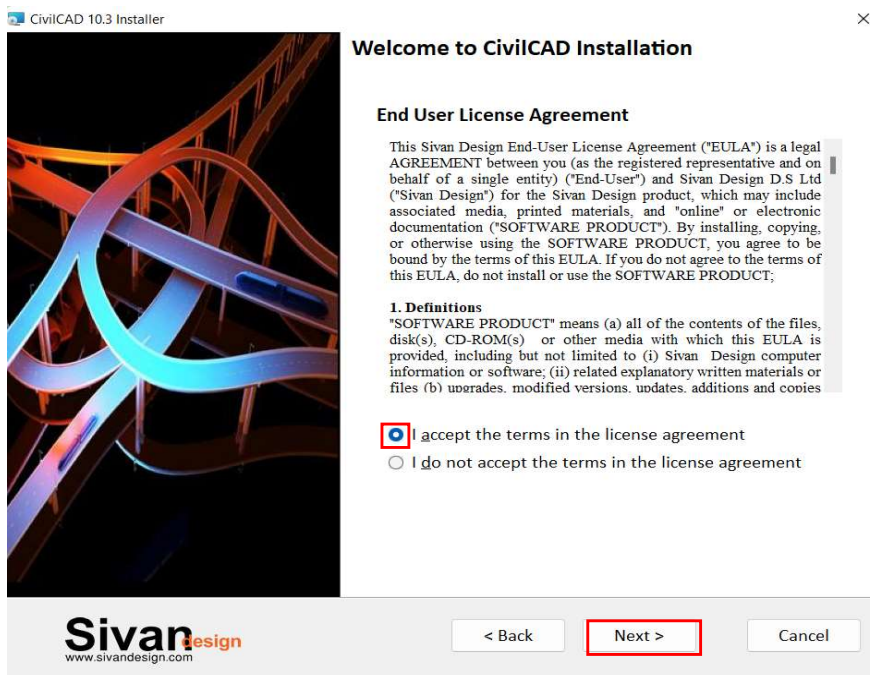 CivilCAD 10.3 Installer
Welcome to CivilCAD Installation
End User License Agreement
This Sivan Design End-User License Agreement ("EULA") is a legal
AGREEMENT between you (as the registered representative and on
behalf of a single entity) ("End-User") and Sivan Design D.S Ltd
("Sivan Design") for the Sivan Design product, which may include
associated media, printed materials, and "online" or electronic
documentation ("SOFTWARE PRODUCT"). By installing, copying,
or otherwise using the SOFTWARE PRODUCT, you agree to be
bound by the terms of this EULA. If you do not agree to the terms of
this EULA, do not install or use the SOFTWARE PRODUCT;
1. Definitions
"SOFTWARE PRODUCT" means (a) all of the contents of the files,
disk(s), CD-ROM(s) or other media with which this EULA is
provided, including but not limited to (i) Sivan Design computer
information or software; (ii) related explanatory written materials or
files (b) upgrades, modified versions, updates, additions and copies
I accept the terms in the license agreement
I do not accept the terms in the license agreement
Sivan design
www.sivandesign.com
< Back
Next >
Cancel